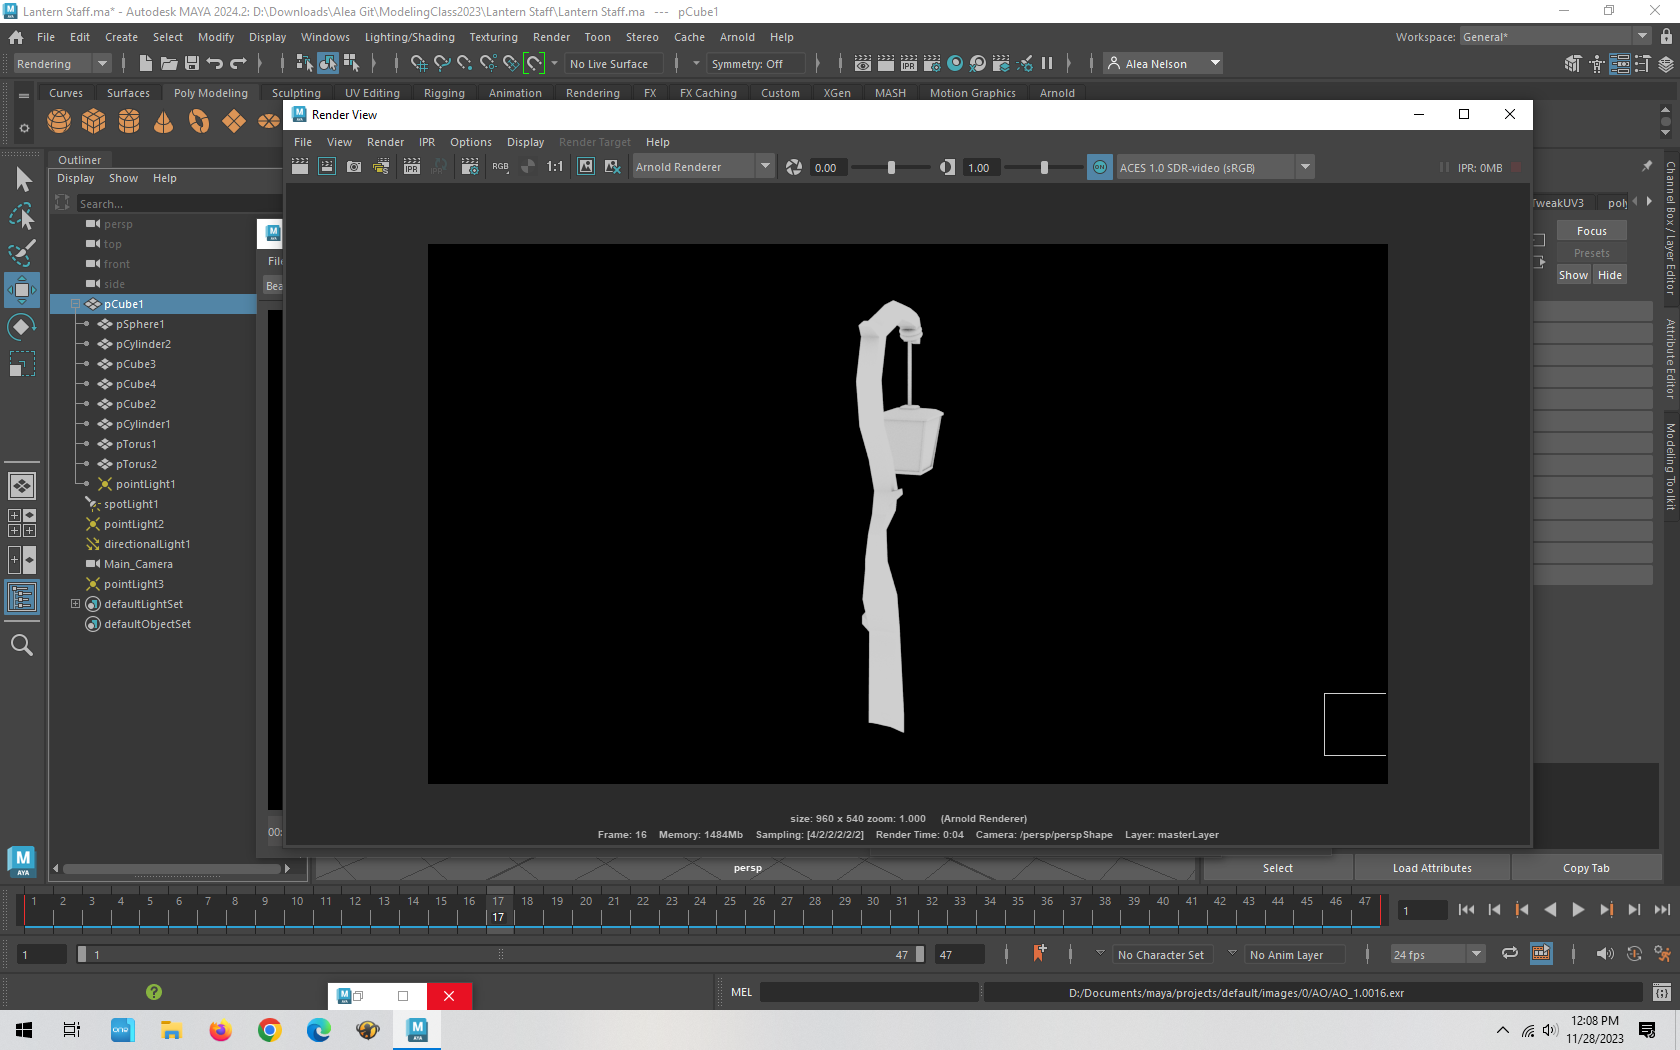 Lantern Staff.ma* - Autodesk MAYA 2024.2: D:\Downloads\Alea Git\ModelingClass2023\Lantern Staff\Lantern Staff.ma --- pCube1
File Edit Create Select Modify Display Windows Lighting/Shading Texturing Render Toon Stereo Cache Arnold Help Workspace: General*
Rendering No Live Surface Symmetry: Off IPR Alea Nelson
Curves Surfaces Poly Modeling Sculpting UV Editing Rigging Animation Rendering FX FX Caching Custom XGen MASH Motion Graphics Arnold
Render View
File View Render IPR Options Display Render Target Help
IPR IPR RGB 1:1 Arnold Renderer 0.00 1.00 ON ACES 1.0 SDR-video (sRGB) IPR: 0MB
Outliner
Display Show Help
Search...
persp
top
front
side
pCube1
pSphere1
pCylinder2
pCube3
pCube4
pCube2
pCylinder1
pTorus1
pTorus2
pointLight1
spotLight1
pointLight2
directionalLight1
Main_Camera
pointLight3
defaultLightSet
defaultObjectSet
File
Bea
00:
TweakUV3 poly
Focus
Presets
Show Hide
Channel Box / Layer Editor
Attribute Editor
Modeling Toolkit
size: 960 x 540 zoom: 1.000 (Arnold Renderer)
Frame: 16 Memory: 1484Mb Sampling: [4/2/2/2/2/2] Render Time: 0:04 Camera: /persp/perspShape Layer: masterLayer
M
AYA
persp
Select Load Attributes Copy Tab
1 2 3 4 5 6 7 8 9 10 11 12 13 14 15 16 17 18 19 20 21 22 23 24 25 26 27 28 29 30 31 32 33 34 35 36 37 38 39 40 41 42 43 44 45 46 47
17
1
1 1 47 47 No Character Set No Anim Layer 24 fps
MEL D:/Documents/maya/projects/default/images/0/AO/AO_1.0016.exr
12:08 PM
11/28/2023